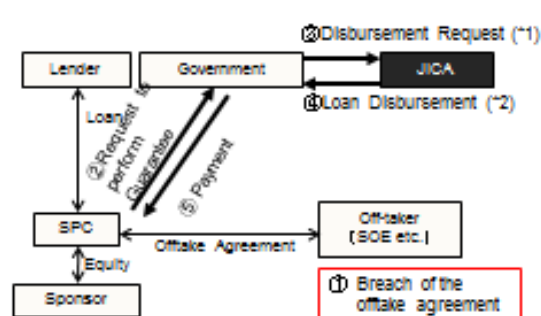 ③Disbursement Request (*1)
Lender
Government
JICA
④Loan Disbursement (*2)
Loan
②Request to
perform
Guarantee
⑤ Payment
SPC
Offtake Agreement
Off-taker
(SOE etc.)
Equity
Sponsor
① Breach of the
offtake agreement